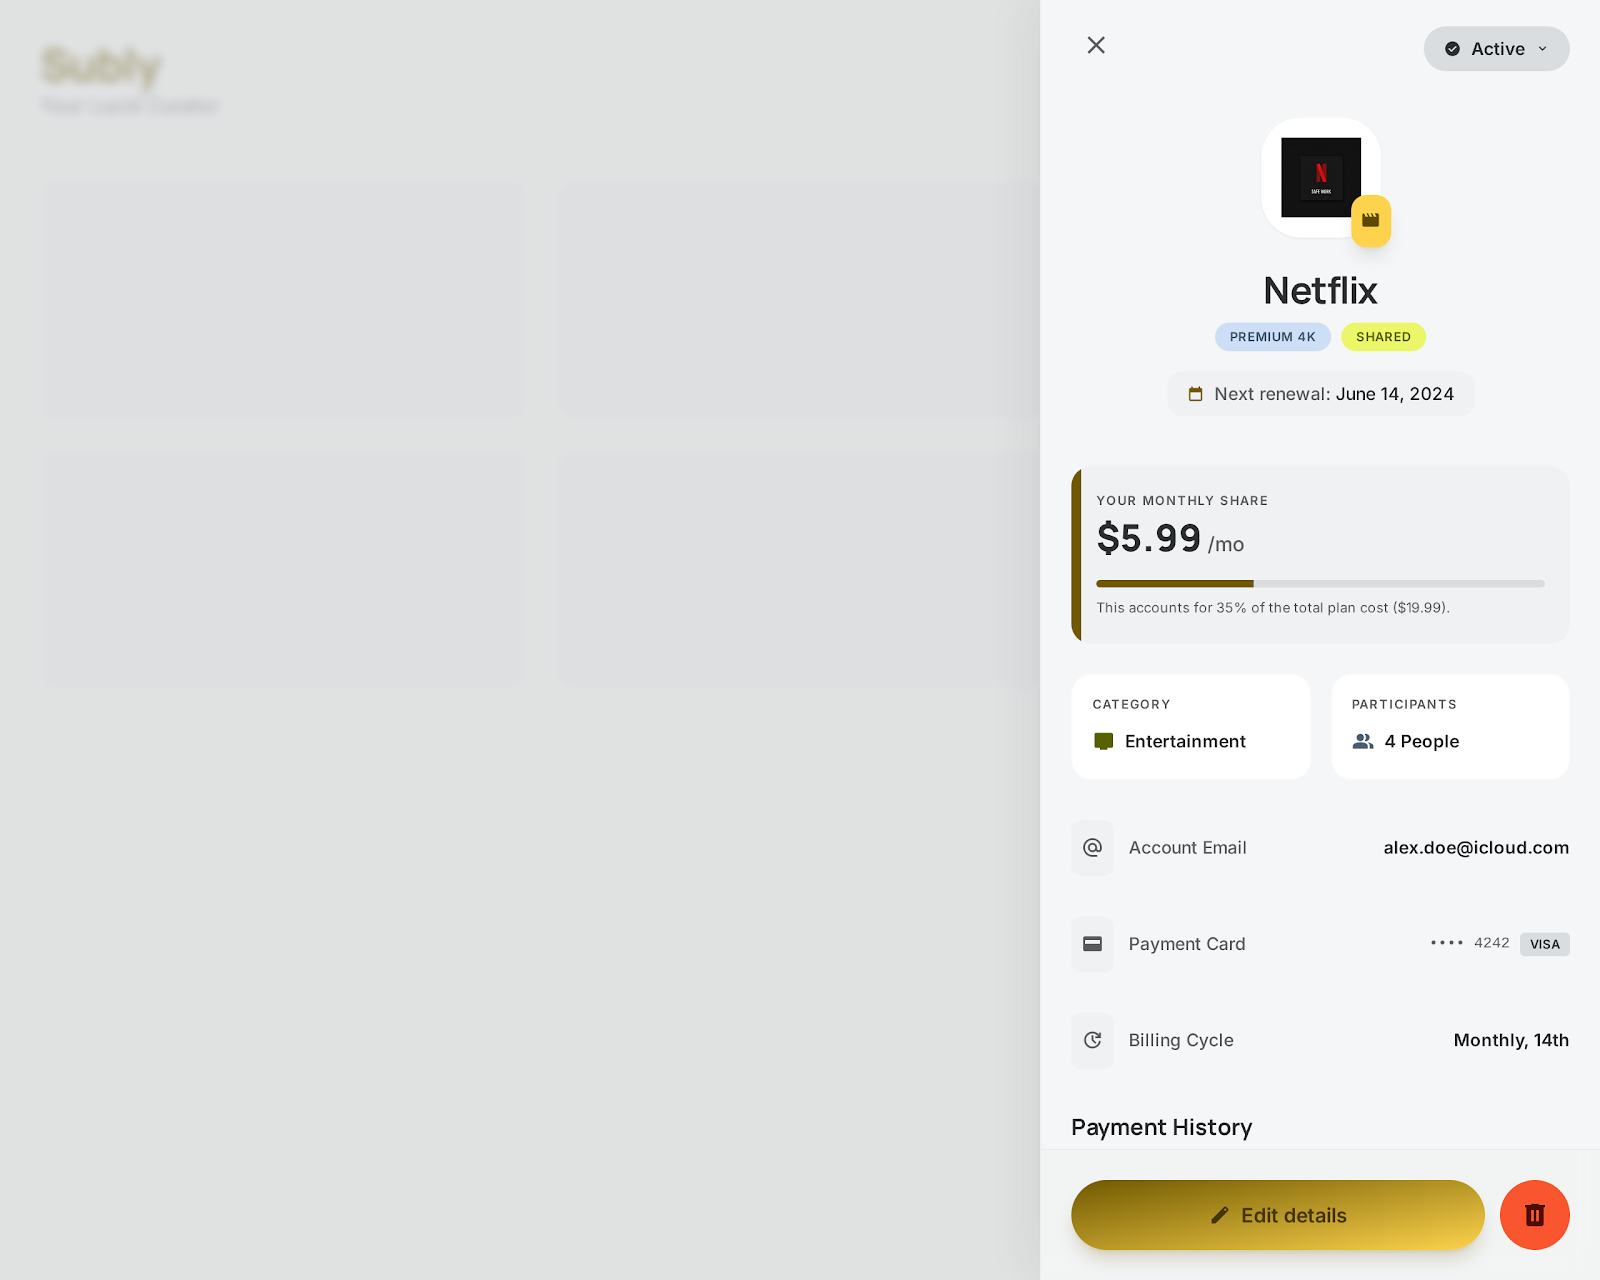 Subly
Active
N
Netflix
PREMIUM 4K
SHARED
Next renewal: June 14, 2024
YOUR MONTHLY SHARE
$5.99 /mo
This accounts for 35% of the total plan cost ($19.99).
CATEGORY
Entertainment
PARTICIPANTS
4 People
Account Email
alex.doe@icloud.com
Payment Card
•••• 4242 VISA
Billing Cycle
Monthly, 14th
Payment History
Edit details